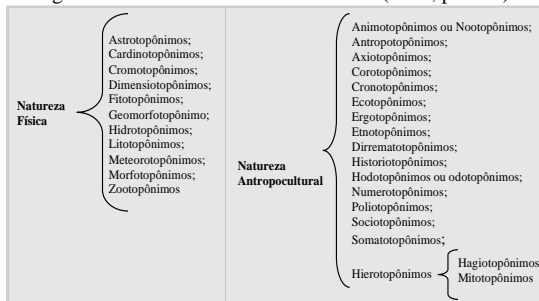 Astrotopônimos;
Cardinotopônimos;
Cromotopônimos;
Dimensiotopônimos;
Fitotopônimos;
Geomorfotopônimo;
Hidrotopônimos;
Litotopônimos;
Meteorotopônimos;
Morfotopônimos;
Zootopônimos
Natureza
Física
Animotopônimos ou Nootopônimos;
Antropotopônimos;
Axiotopônimos;
Corotopônimos;
Cronotopônimos;
Ecotopônimos;
Ergotopônimos;
Etnotopônimos;
Dirrematotopônimos;
Historiotopônimos;
Hodotopônimos ou odotopônimos;
Numerotopônimos;
Poliotopônimos;
Sociotopônimos;
Somatotopônimos;
Hierotopônimos
Hagiotopônimos
Mitotopônimos
Natureza
Antropocultural